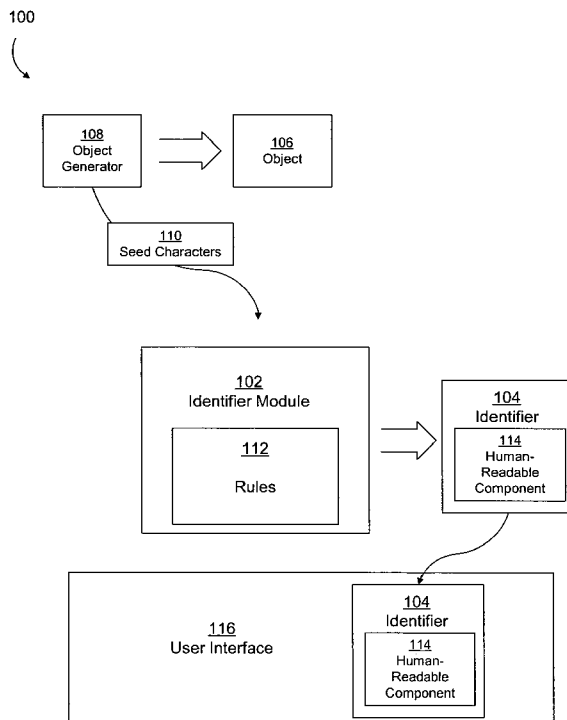 100
108
Object
Generator
106
Object
110
Seed Characters
102
Identifier Module
112
Rules
104
Identifier
114
Human-
Readable
Component
116
User Interface
104
Identifier
114
Human-
Readable
Component